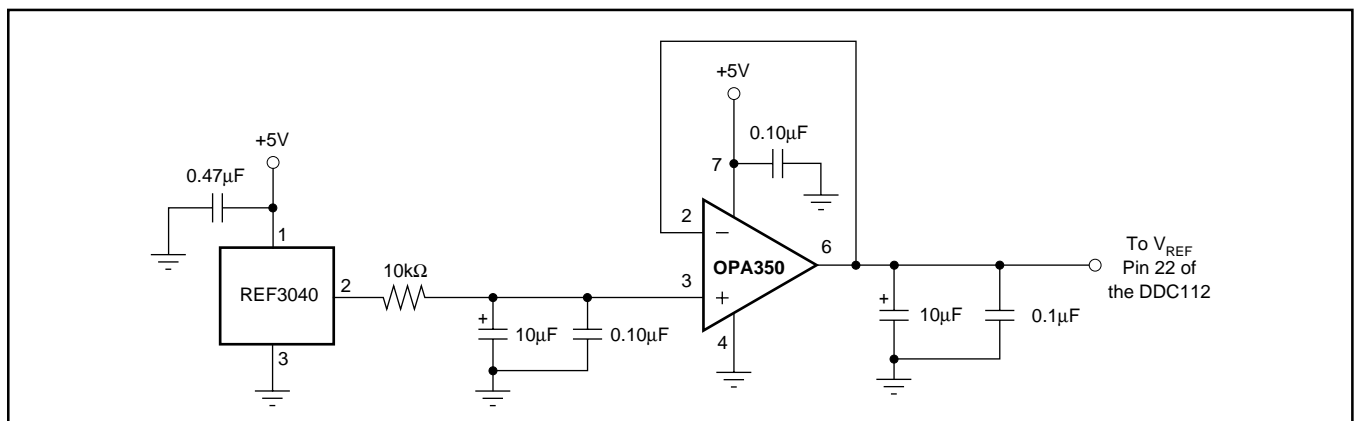 +5V
0.47μF
1
REF3040
2
3
10kΩ
+
10μF
0.10μF
+5V
7
0.10μF
2
−
3
+
OPA350
6
4
+
10μF
0.1μF
To VREF
Pin 22 of
the DDC112